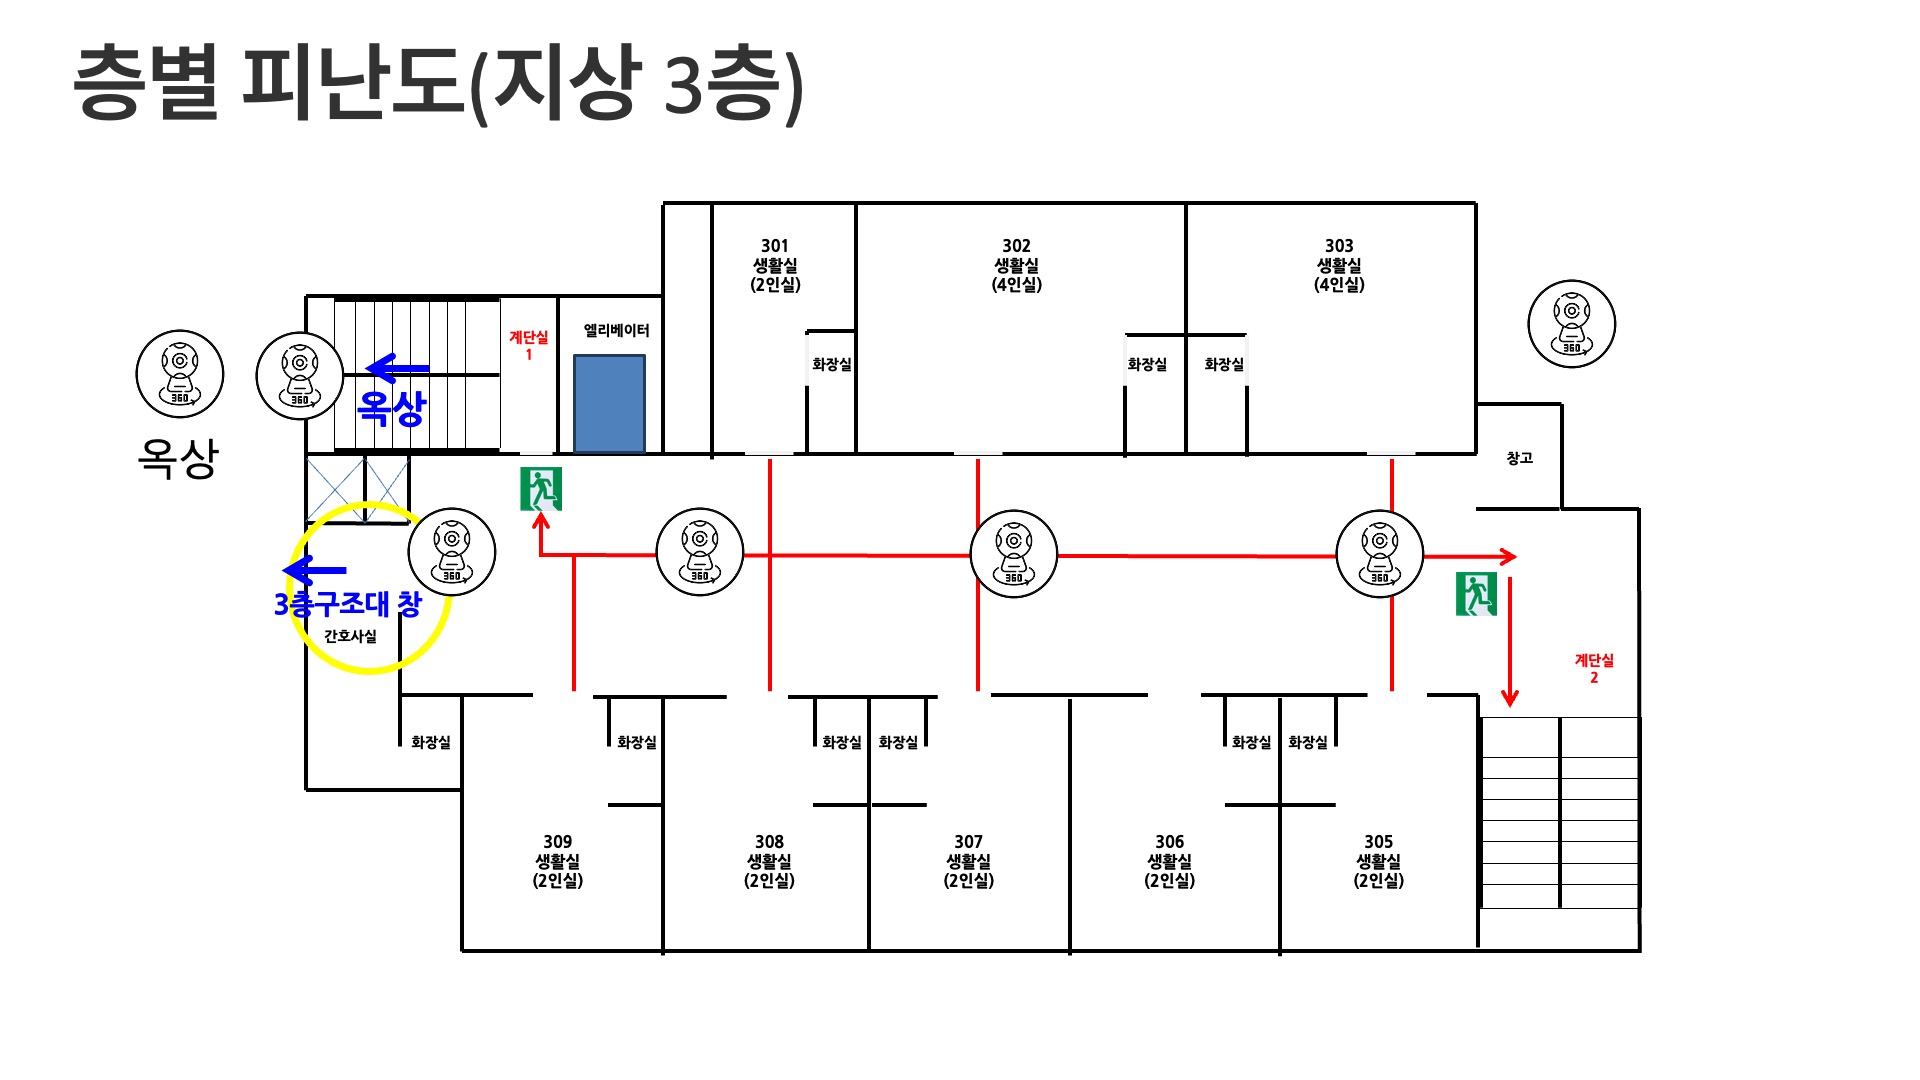 층별 피난도(지상 3층)
301
생활실
(2인실)
302
생활실
(4인실)
303
생활실
(4인실)
계단실
1
엘리베이터
화장실
화장실
화장실
360
360
360
옥상
옥상
창고
360
360
360
360
3층구조대 창
간호사실
계단실
2
화장실
화장실
화장실
화장실
화장실
화장실
309
생활실
(2인실)
308
생활실
(2인실)
307
생활실
(2인실)
306
생활실
(2인실)
305
생활실
(2인실)